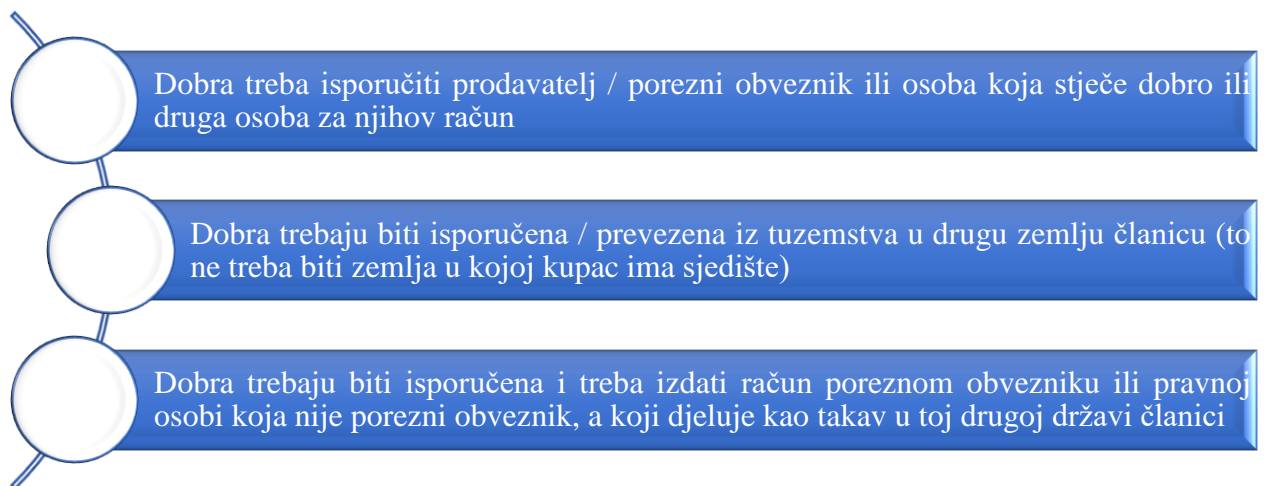 Dobra treba isporučiti prodavatelj / porezni obveznik ili osoba koja stječe dobro ili
druga osoba za njihov račun
Dobra trebaju biti isporučena / prevezena iz tuzemstva u drugu zemlju članicu (to
ne treba biti zemlja u kojoj kupac ima sjedište)
Dobra trebaju biti isporučena i treba izdati račun poreznom obvezniku ili pravnoj
osobi koja nije porezni obveznik, a koji djeluje kao takav u toj drugoj državi članici